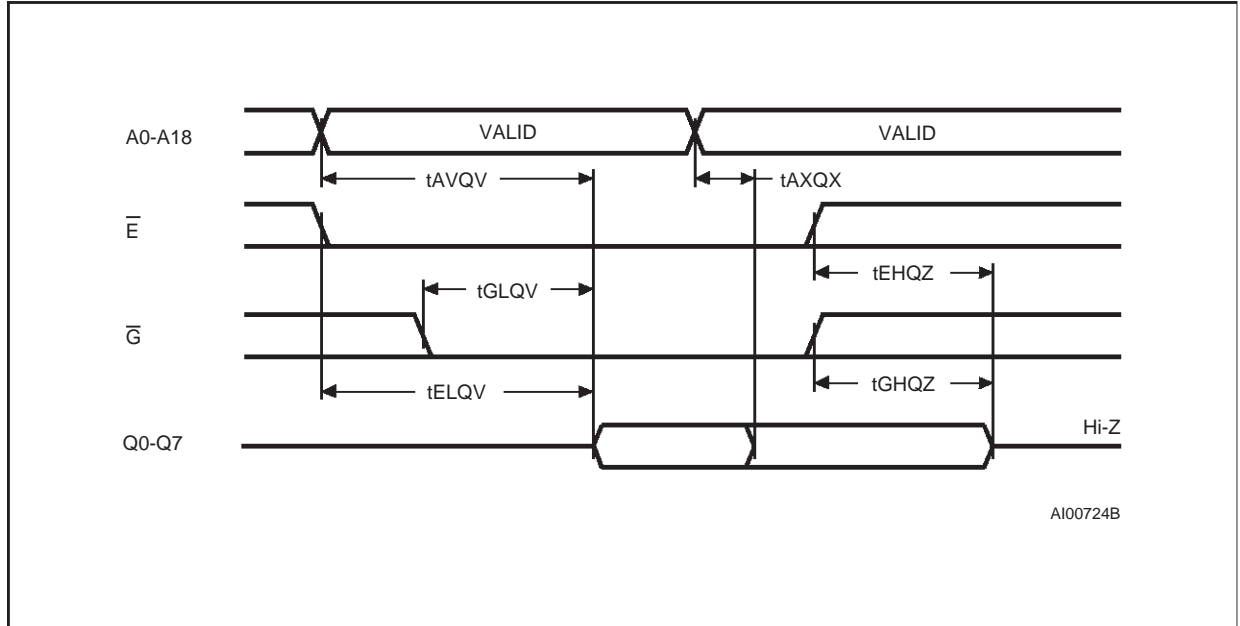 A0-A18
VALID
VALID
tAVQV
tAXQX
E̅
tEHQZ
tGLQV
G̅
tELQV
tGHQZ
Q0-Q7
Hi-Z
AI00724B